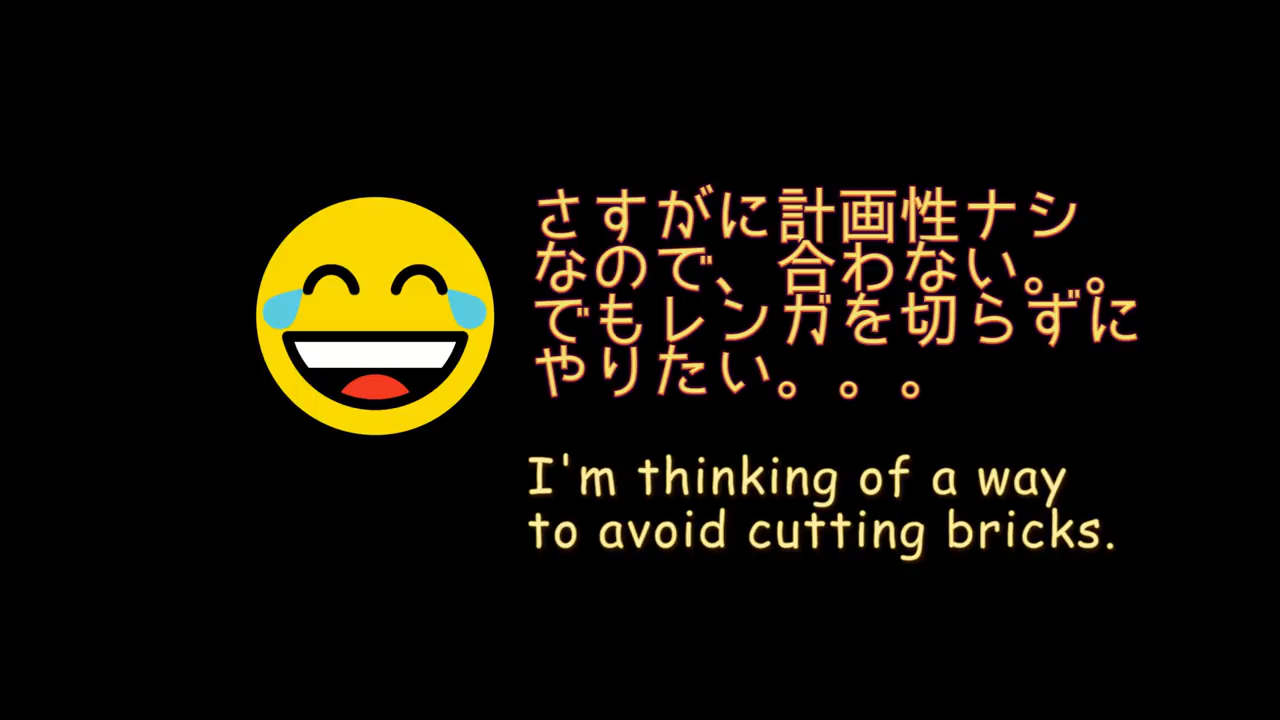 さすがに計画性ナシ
なので、合わない。。
でもレンガを切らずに
やりたい。。。
I'm thinking of a way
to avoid cutting bricks.